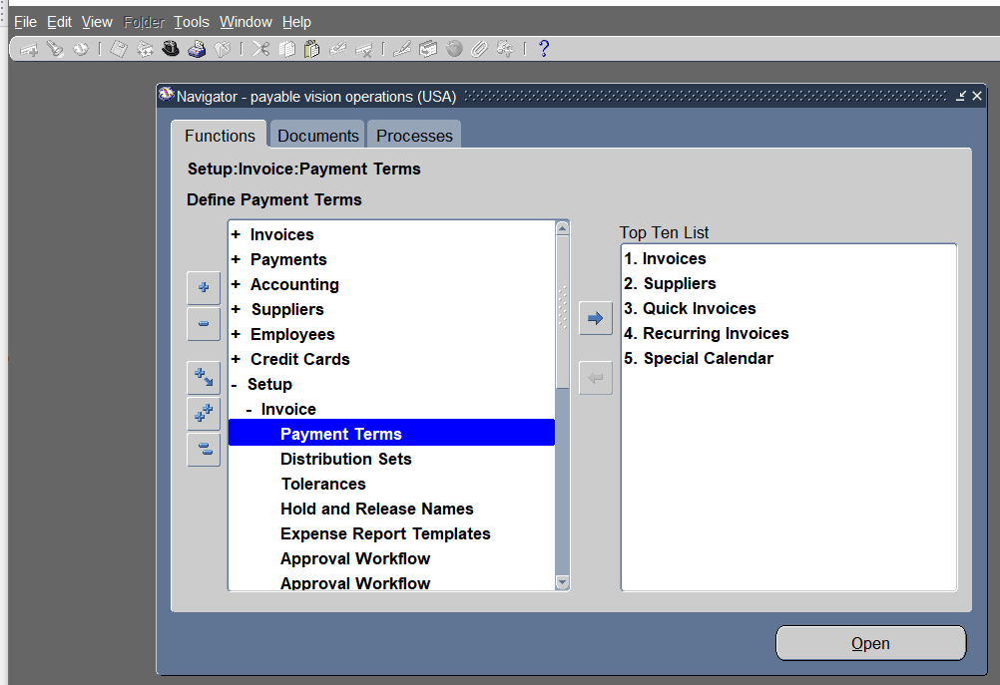 File Edit View Folder Tools Window Help
?
Navigator - payable vision operations (USA)
Functions Documents Processes
Setup:Invoice:Payment Terms
Define Payment Terms
+ Invoices
+ Payments
+ Accounting
+ Suppliers
+ Employees
+ Credit Cards
- Setup
- Invoice
Payment Terms
Distribution Sets
Tolerances
Hold and Release Names
Expense Report Templates
Approval Workflow
Approval Workflow
Top Ten List
1. Invoices
2. Suppliers
3. Quick Invoices
4. Recurring Invoices
5. Special Calendar
Open